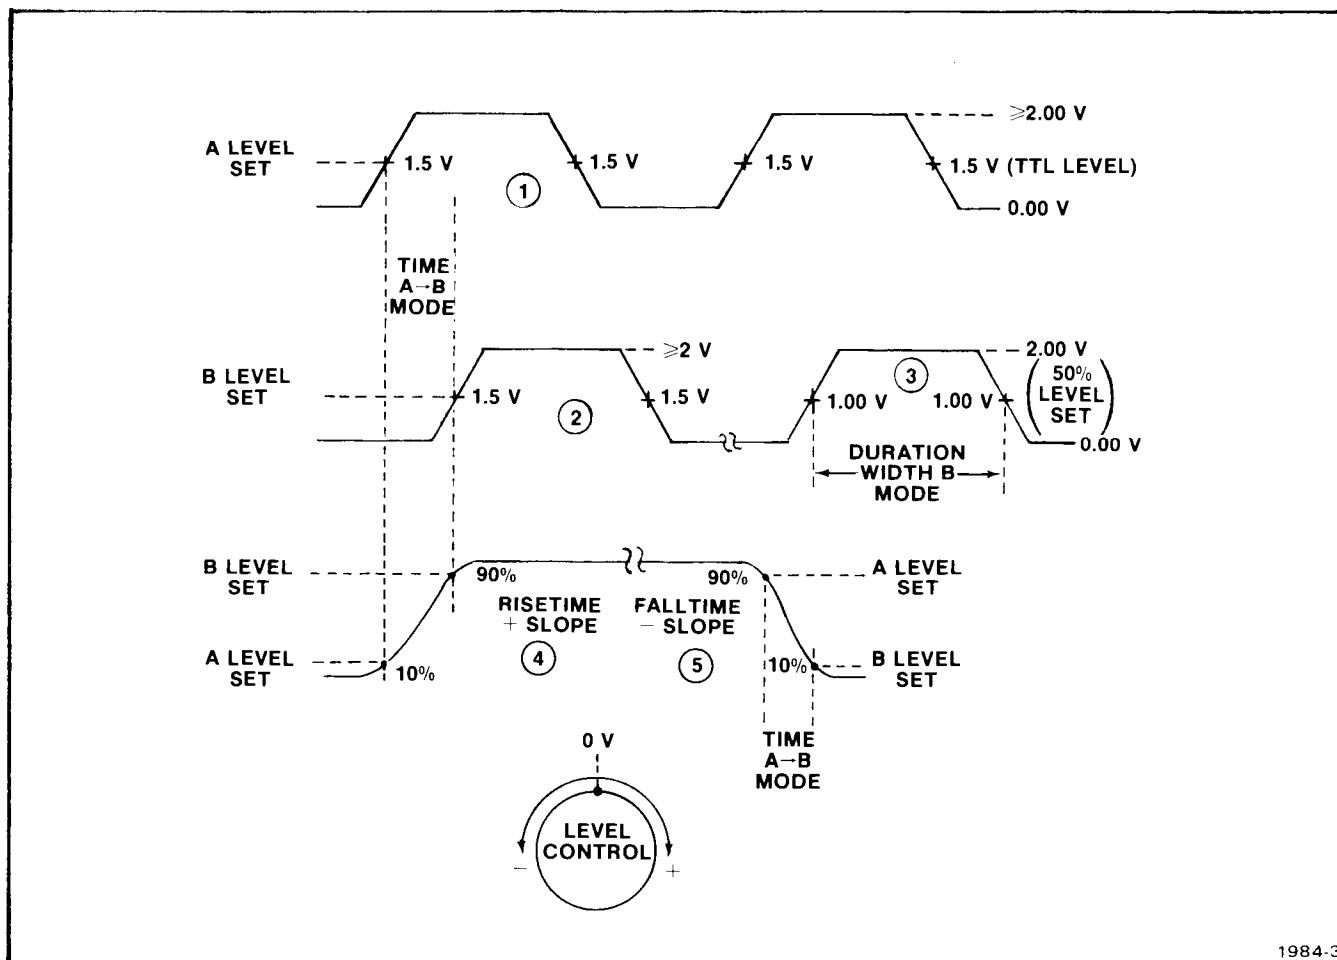 ≥2.00 V
A LEVEL
SET
1.5 V
1.5 V
1.5 V
1.5 V (TTL LEVEL)
1
0.00 V
TIME
A→B
MODE
≥2 V
2.00 V
B LEVEL
SET
1.5 V
1.5 V
1.00 V
1.00 V
3
50%
LEVEL
SET
2
0.00 V
DURATION
WIDTH B
MODE
B LEVEL
SET
90%
90%
A LEVEL
SET
RISETIME
+ SLOPE
FALLTIME
− SLOPE
4
5
A LEVEL
SET
10%
10%
B LEVEL
SET
0 V
TIME
A→B
MODE
LEVEL
CONTROL
−
+